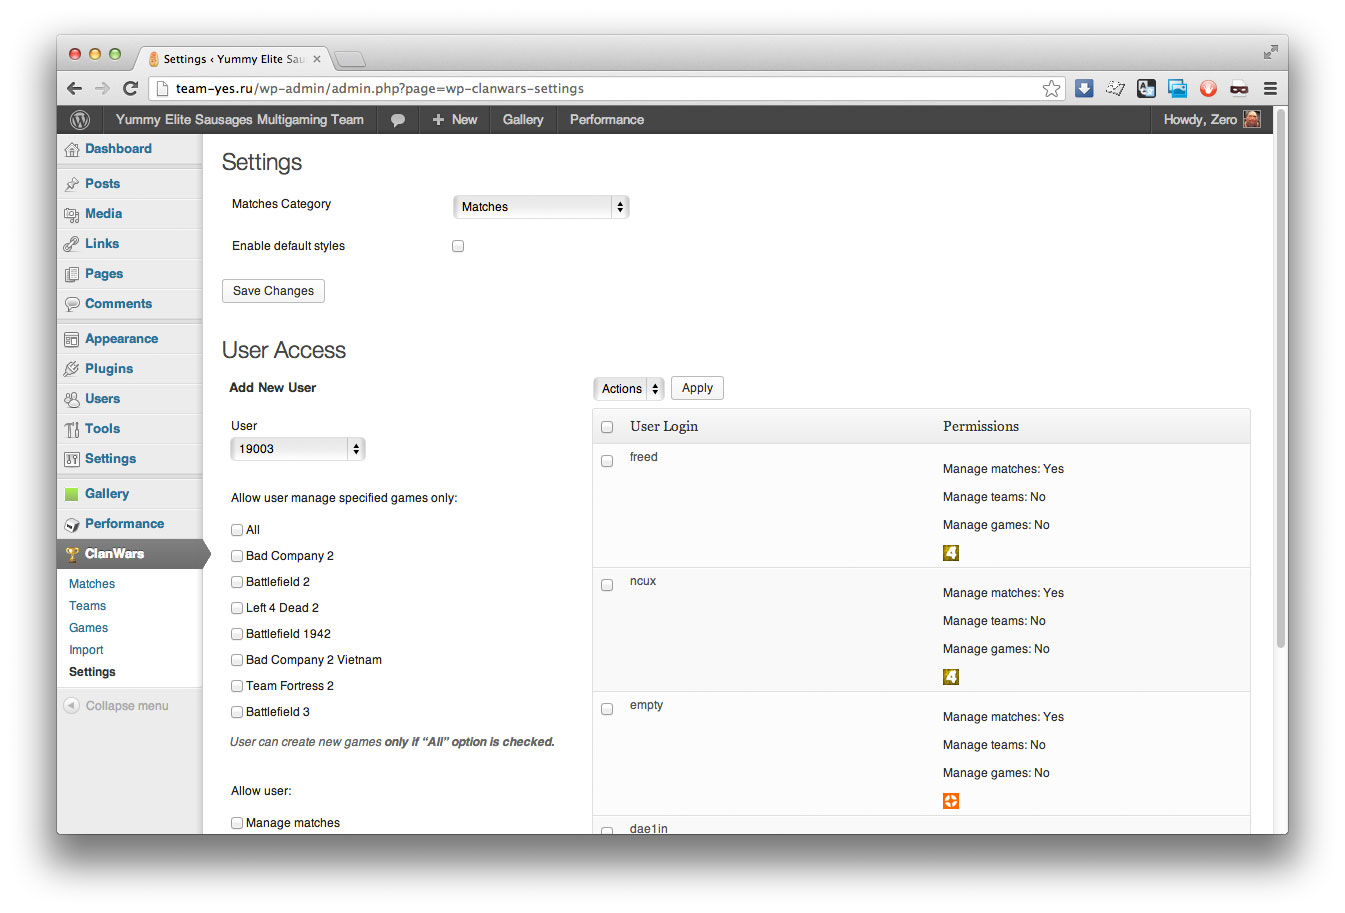 Settings ‹ Yummy Elite Sau
team-yes.ru/wp-admin/admin.php?page=wp-clanwars-settings
Yummy Elite Sausages Multigaming Team
New
Gallery
Performance
Howdy, Zero
Dashboard
Posts
Media
Links
Pages
Comments
Appearance
Plugins
Users
Tools
Settings
Gallery
Performance
ClanWars
Matches
Teams
Games
Import
Settings
Collapse menu
Settings
Matches Category
Matches
Enable default styles
Save Changes
User Access
Add New User
User
19003
Allow user manage specified games only:
All
Bad Company 2
Battlefield 2
Left 4 Dead 2
Battlefield 1942
Bad Company 2 Vietnam
Team Fortress 2
Battlefield 3
User can create new games only if “All” option is checked.
Allow user:
Manage matches
Actions
Apply
User Login
Permissions
freed
Manage matches: Yes
Manage teams: No
Manage games: No
4
ncux
Manage matches: Yes
Manage teams: No
Manage games: No
4
empty
Manage matches: Yes
Manage teams: No
Manage games: No
dae1in